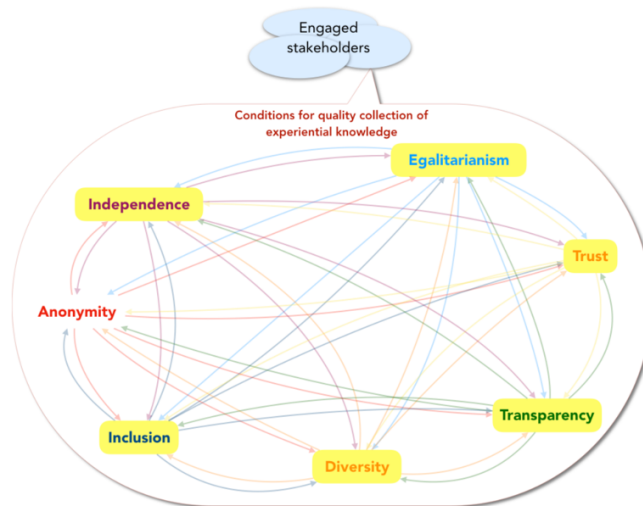 Engaged
stakeholders
Conditions for quality collection of
experiential knowledge
Egalitarianism
Independence
Trust
Anonymity
Transparency
Inclusion
Diversity